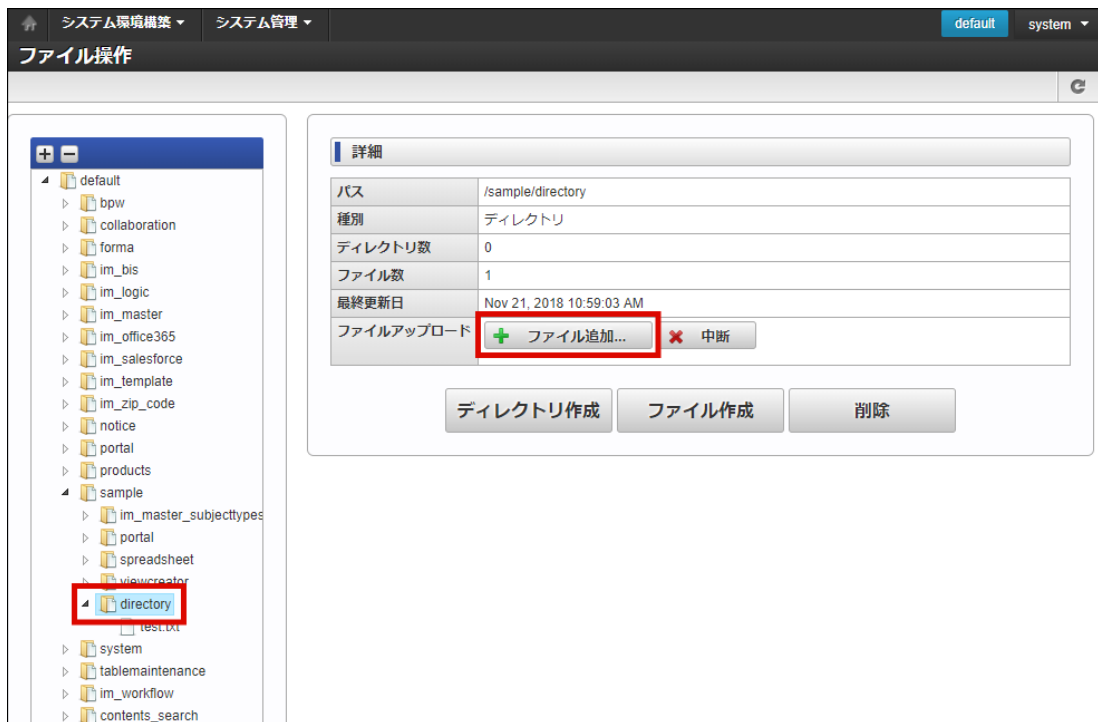 システム環境構築 システム管理 default system
ファイル操作
default
bpw
collaboration
forma
im_bis
im_logic
im_master
im_office365
im_salesforce
im_template
im_zip_code
notice
portal
products
sample
im_master_subjecttypes
portal
spreadsheet
viewcreator
directory
test.txt
system
tablemaintenance
im_workflow
contents_search
詳細
パス /sample/directory
種別 ディレクトリ
ディレクトリ数 0
ファイル数 1
最終更新日 Nov 21, 2018 10:59:03 AM
ファイルアップロード ファイル追加... 中断
ディレクトリ作成 ファイル作成 削除